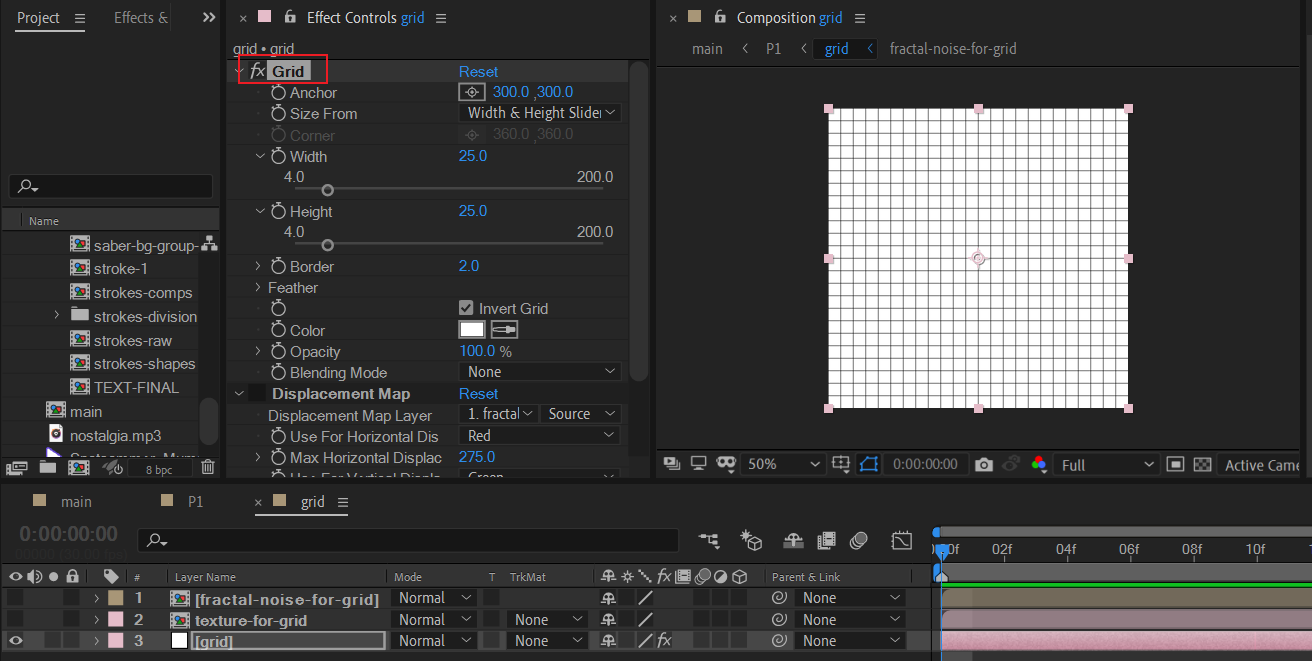 Project
Effects &
Effect Controls grid
Composition grid
grid • grid
main
P1
grid
fractal-noise-for-grid
fx Grid
Reset
Anchor
300.0 ,300.0
Size From
Width & Height Slider
Corner
360.0 ,360.0
Width
25.0
4.0
200.0
Height
25.0
4.0
200.0
Border
2.0
Feather
Invert Grid
Color
Opacity
100.0 %
Blending Mode
None
Displacement Map
Reset
Displacement Map Layer
1. fractal
Source
Use For Horizontal Dis
Red
Max Horizontal Displac
275.0
Name
saber-bg-group-
stroke-1
strokes-comps
strokes-division
strokes-raw
strokes-shapes
TEXT-FINAL
main
nostalgia.mp3
8 bpc
50%
0:00:00:00
Full
Active Came
main
P1
grid
0:00:00:00
02f
04f
06f
08f
10f
#
Layer Name
Mode
T
TrkMat
fx
Parent & Link
1
[fractal-noise-for-grid]
Normal
None
2
texture-for-grid
Normal
None
None
3
[grid]
Normal
None
fx
None